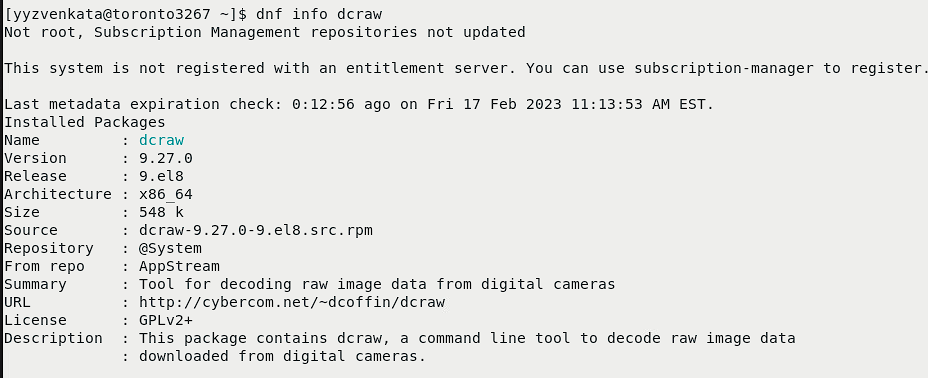 [yyzvenkata@toronto3267 ~]$ dnf info dcraw
Not root, Subscription Management repositories not updated
This system is not registered with an entitlement server. You can use subscription-manager to register.
Last metadata expiration check: 0:12:56 ago on Fri 17 Feb 2023 11:13:53 AM EST.
Installed Packages
Name         : dcraw
Version      : 9.27.0
Release      : 9.el8
Architecture : x86_64
Size         : 548 k
Source       : dcraw-9.27.0-9.el8.src.rpm
Repository   : @System
From repo    : AppStream
Summary      : Tool for decoding raw image data from digital cameras
URL          : http://cybercom.net/~dcoffin/dcraw
License      : GPLv2+
Description  : This package contains dcraw, a command line tool to decode raw image data
             : downloaded from digital cameras.